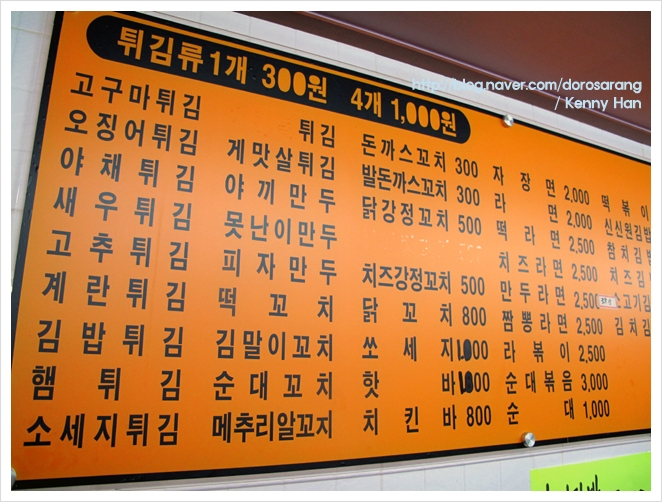 튀김류 1개 300원 4개 1,000원
고구마튀김 튀김 돈까스꼬치 300 자장면 2,000 떡볶이
오징어튀김 게맛살튀김 발돈까스꼬치 300 라면 2,000 신신원김밥
야채튀김 야끼만두 닭강정꼬치 500 떡라면 2,500 참치김밥
새우튀김 못난이만두 치즈라면 2,500 치즈김
고추튀김 피자만두 치즈강정꼬치 500 만두라면 2,500 소고기김
계란튀김 떡꼬치 닭꼬치 800 짬뽕라면 2,500 김치김
김밥튀김 김말이꼬치 쏘세지 1,000 라볶이 2,500
햄튀김 순대꼬치 핫바 1,000 순대볶음 3,000
소세지튀김 메추리알꼬지 치킨바 800 순대 1,000
http://blog.naver.com/dorosarang
/ Kenny Han